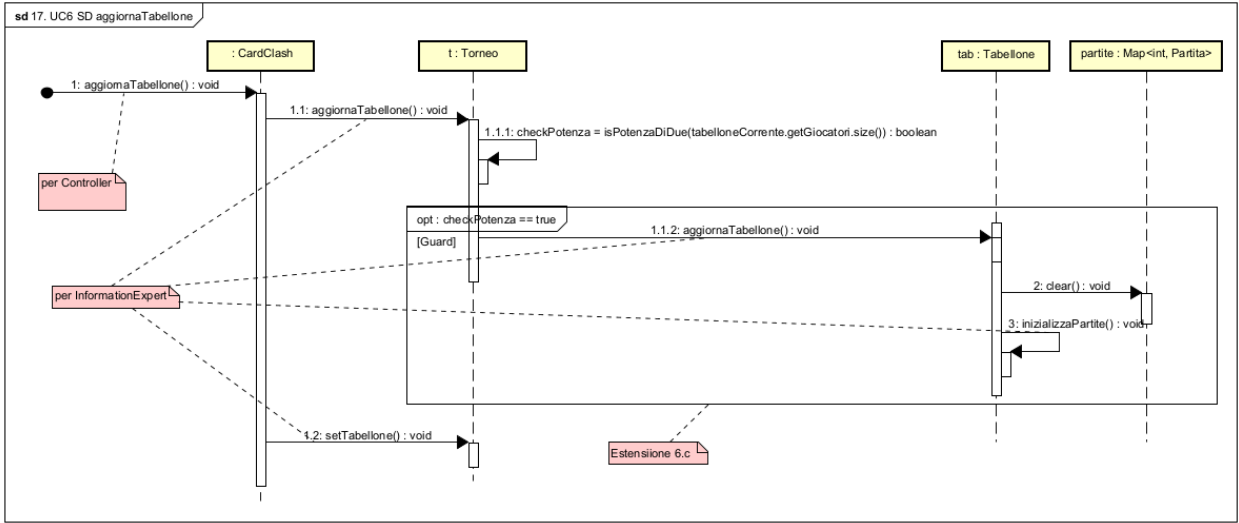 sd 17. UC6 SD aggiornaTabellone
: CardClash
t : Torneo
tab : Tabellone
partite : Map<int, Partita>
1: aggiornaTabellone() : void
1.1: aggiornaTabellone() : void
1.1.1: checkPotenza = isPotenzaDiDue(tabelloneCorrente.getGiocatori.size()) : boolean
per Controller
opt : checkPotenza == true
[Guard]
1.1.2: aggiornaTabellone() : void
per InformationExpert
2: clear() : void
3: inizializzaPartite() : void
1.2: setTabellone() : void
Estensiione 6.c